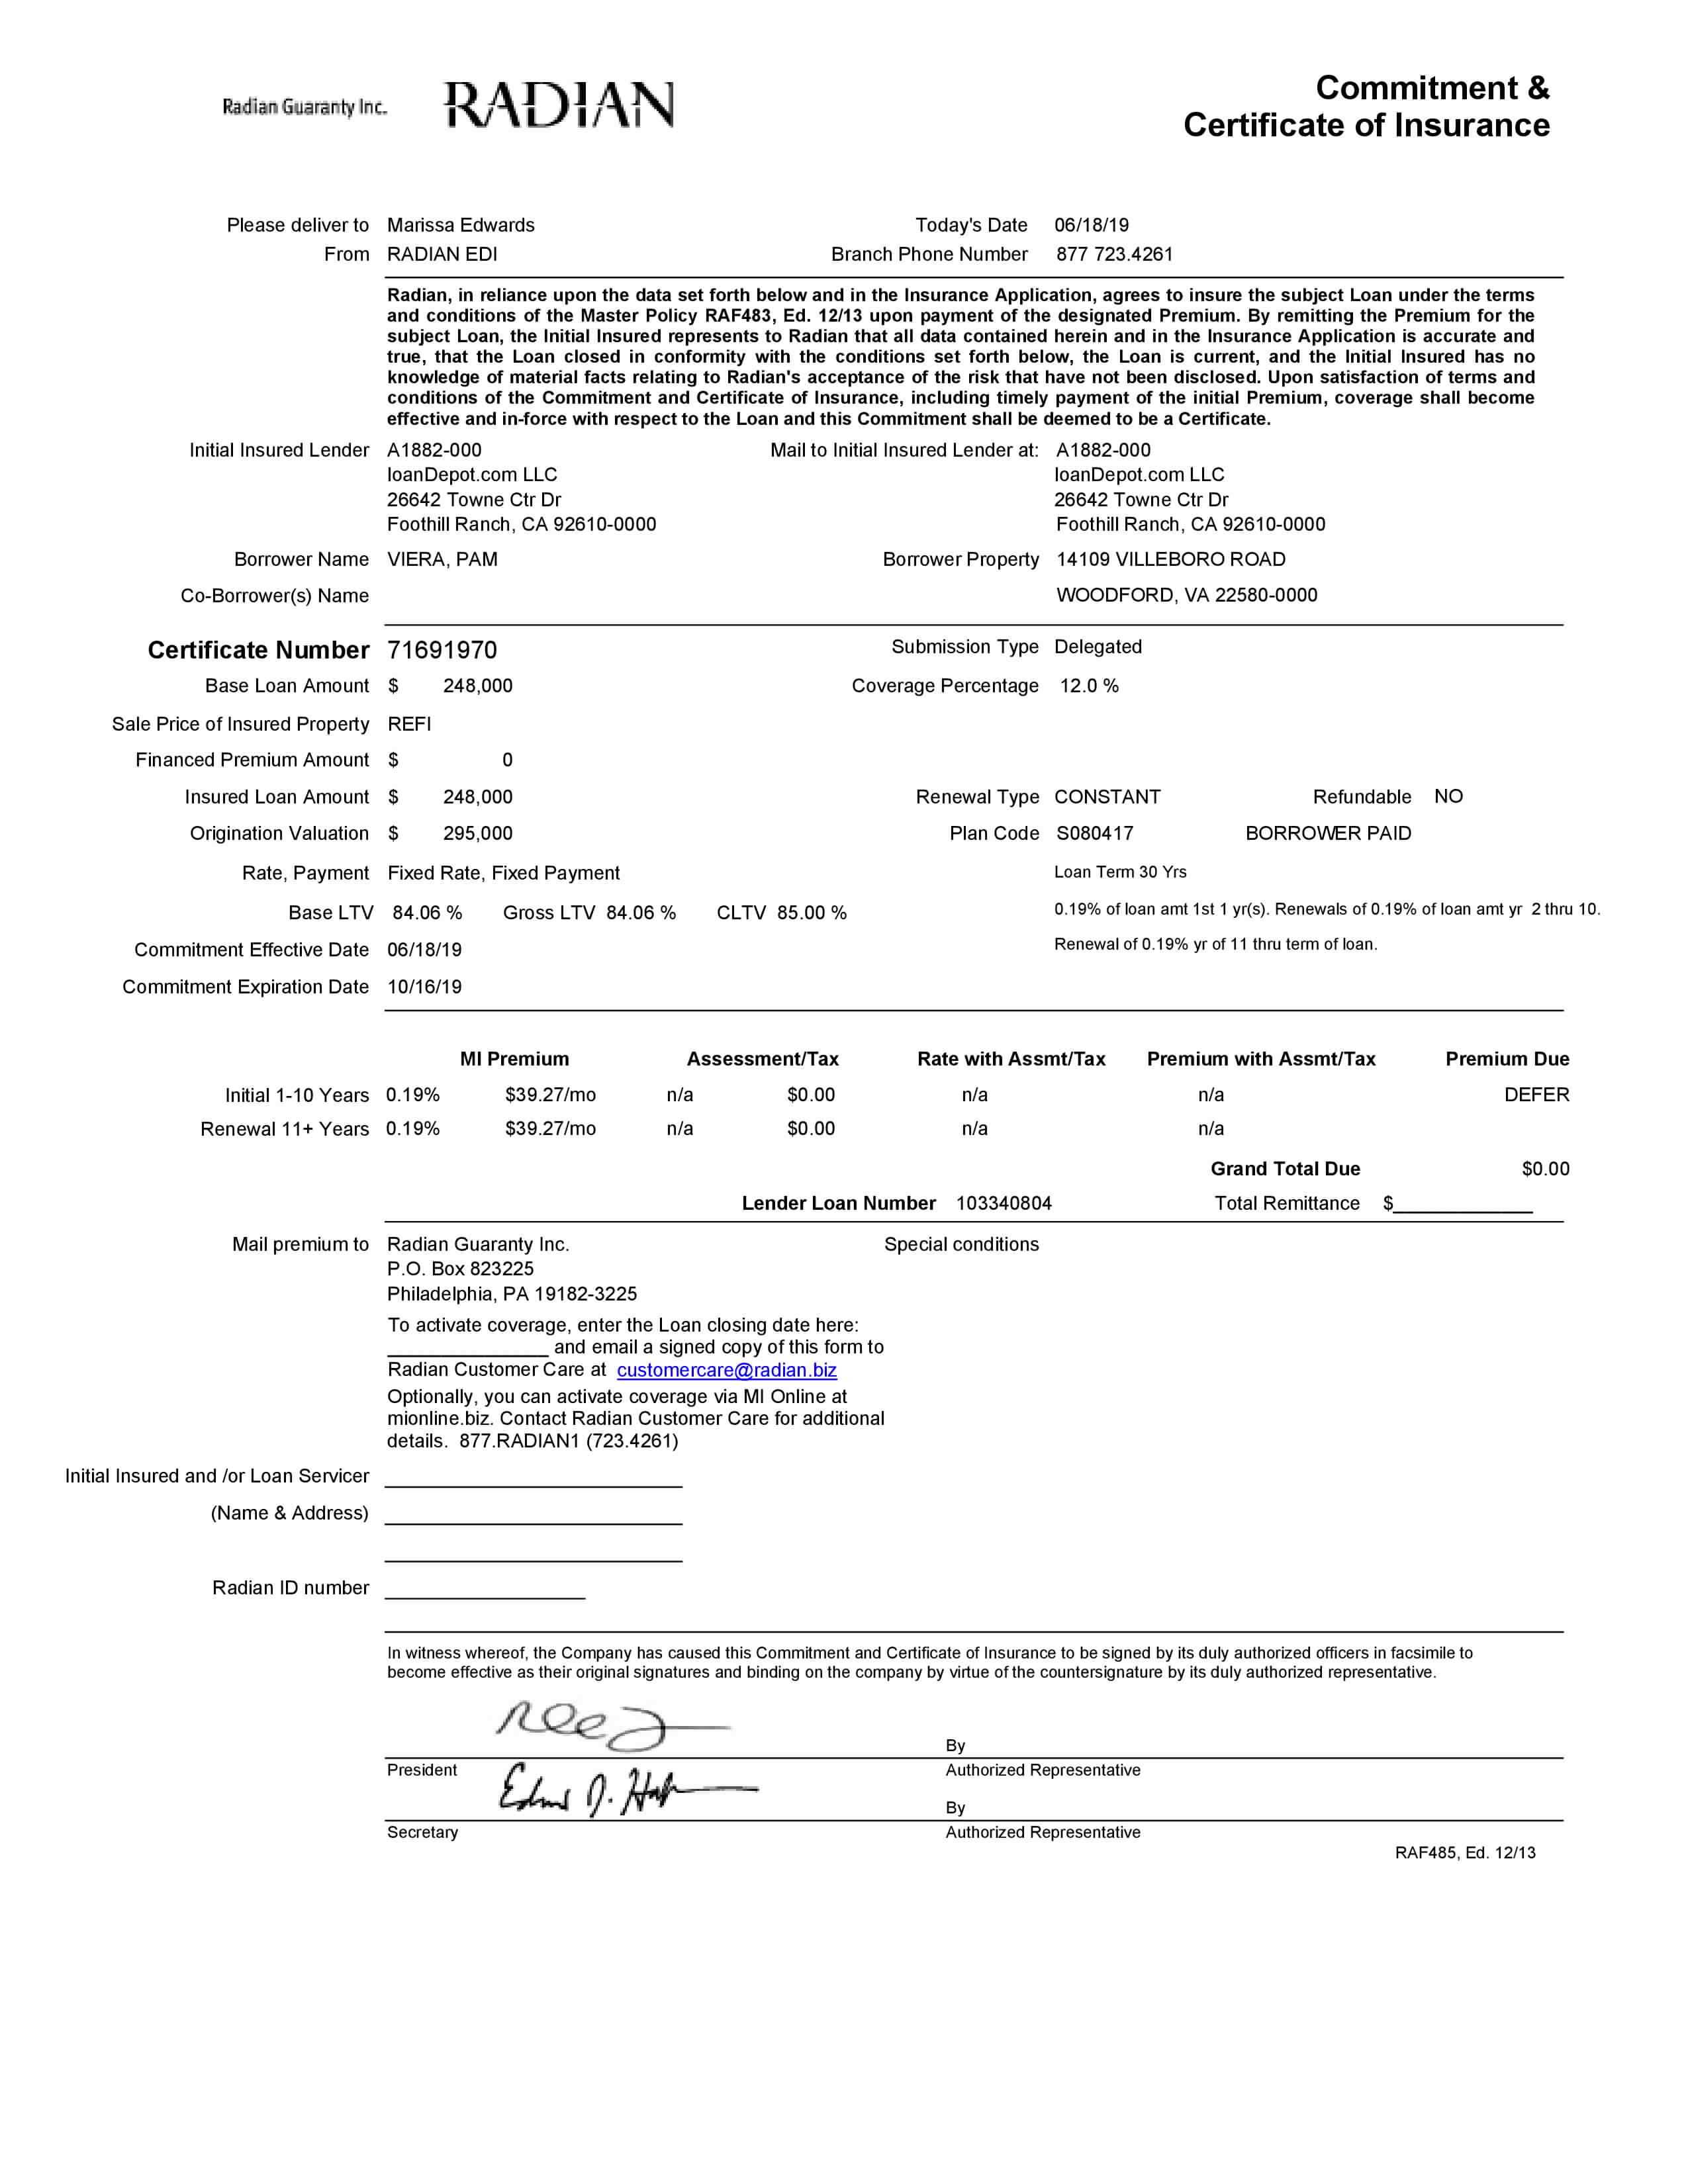 Radian Guaranty Inc. RADIAN
Commitment &
Certificate of Insurance
Please deliver to Marissa Edwards Today's Date 06/18/19
From RADIAN EDI Branch Phone Number 877 723.4261
Radian, in reliance upon the data set forth below and in the Insurance Application, agrees to insure the subject Loan under the terms
and conditions of the Master Policy RAF483, Ed. 12/13 upon payment of the designated Premium. By remitting the Premium for the
subject Loan, the Initial Insured represents to Radian that all data contained herein and in the Insurance Application is accurate and
true, that the Loan closed in conformity with the conditions set forth below, the Loan is current, and the Initial Insured has no
knowledge of material facts relating to Radian's acceptance of the risk that have not been disclosed. Upon satisfaction of terms and
conditions of the Commitment and Certificate of Insurance, including timely payment of the initial Premium, coverage shall become
effective and in-force with respect to the Loan and this Commitment shall be deemed to be a Certificate.
Initial Insured Lender A1882-000 Mail to Initial Insured Lender at: A1882-000
loanDepot.com LLC loanDepot.com LLC
26642 Towne Ctr Dr 26642 Towne Ctr Dr
Foothill Ranch, CA 92610-0000 Foothill Ranch, CA 92610-0000
Borrower Name VIERA, PAM Borrower Property 14109 VILLEBORO ROAD
Co-Borrower(s) Name WOODFORD, VA 22580-0000
Certificate Number 71691970 Submission Type Delegated
Base Loan Amount $ 248,000 Coverage Percentage 12.0 %
Sale Price of Insured Property REFI
Financed Premium Amount $ 0
Insured Loan Amount $ 248,000 Renewal Type CONSTANT Refundable NO
Origination Valuation $ 295,000 Plan Code S080417 BORROWER PAID
Rate, Payment Fixed Rate, Fixed Payment Loan Term 30 Yrs
Base LTV 84.06 % Gross LTV 84.06 % CLTV 85.00 % 0.19% of loan amt 1st 1 yr(s). Renewals of 0.19% of loan amt yr 2 thru 10.
Commitment Effective Date 06/18/19 Renewal of 0.19% yr of 11 thru term of loan.
Commitment Expiration Date 10/16/19
MI Premium Assessment/Tax Rate with Assmt/Tax Premium with Assmt/Tax Premium Due
Initial 1-10 Years 0.19% $39.27/mo n/a $0.00 n/a n/a DEFER
Renewal 11+ Years 0.19% $39.27/mo n/a $0.00 n/a n/a
Grand Total Due $0.00
Lender Loan Number 103340804 Total Remittance $
Mail premium to Radian Guaranty Inc. Special conditions
P.O. Box 823225
Philadelphia, PA 19182-3225
To activate coverage, enter the Loan closing date here:
and email a signed copy of this form to
Radian Customer Care at customercare@radian.biz
Optionally, you can activate coverage via MI Online at
mionline.biz. Contact Radian Customer Care for additional
details. 877.RADIAN1 (723.4261)
Initial Insured and /or Loan Servicer
(Name & Address)
Radian ID number
In witness whereof, the Company has caused this Commitment and Certificate of Insurance to be signed by its duly authorized officers in facsimile to
become effective as their original signatures and binding on the company by virtue of the countersignature by its duly authorized representative.
By
President Authorized Representative
By
Secretary Authorized Representative
RAF485, Ed. 12/13